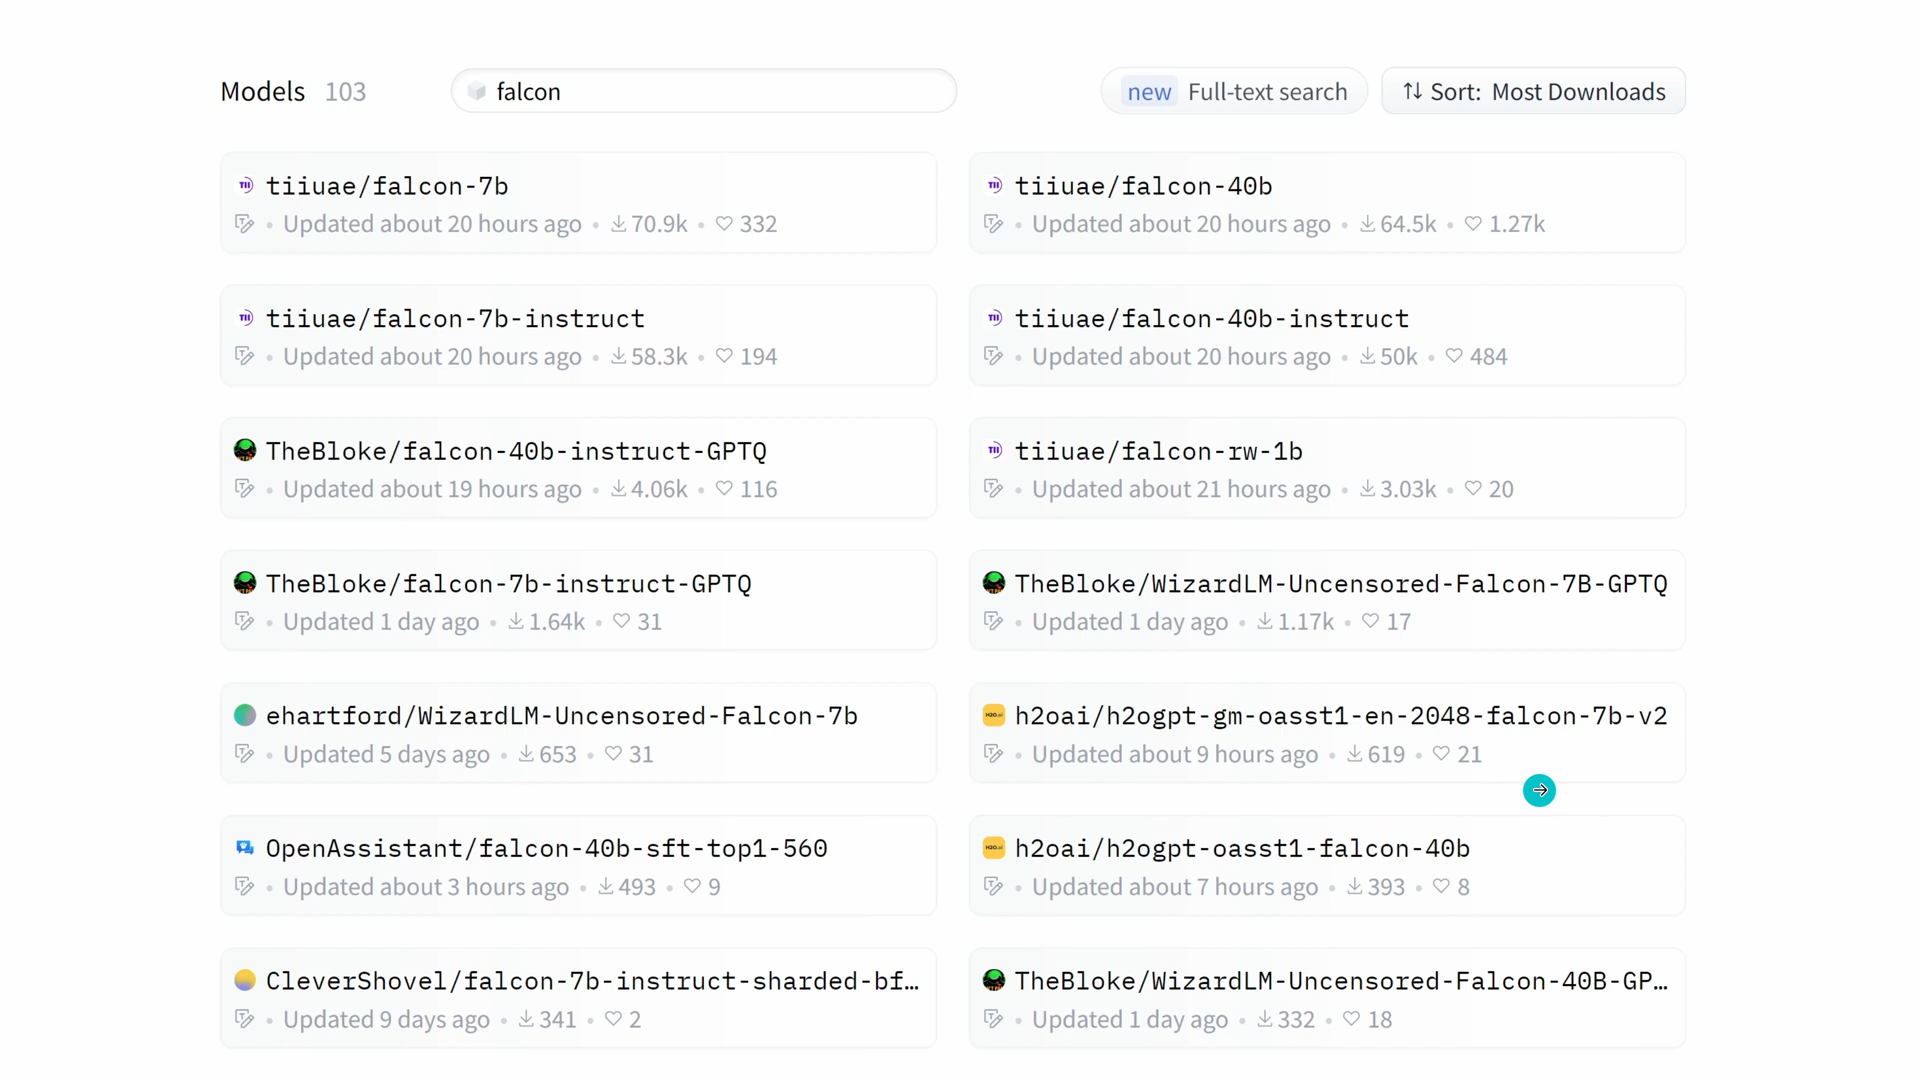 Models 103
falcon
new Full-text search
Sort: Most Downloads
tiiuae/falcon-7b
Updated about 20 hours ago • 70.9k • 332
tiiuae/falcon-40b
Updated about 20 hours ago • 64.5k • 1.27k
tiiuae/falcon-7b-instruct
Updated about 20 hours ago • 58.3k • 194
tiiuae/falcon-40b-instruct
Updated about 20 hours ago • 50k • 484
TheBloke/falcon-40b-instruct-GPTQ
Updated about 19 hours ago • 4.06k • 116
tiiuae/falcon-rw-1b
Updated about 21 hours ago • 3.03k • 20
TheBloke/falcon-7b-instruct-GPTQ
Updated 1 day ago • 1.64k • 31
TheBloke/WizardLM-Uncensored-Falcon-7B-GPTQ
Updated 1 day ago • 1.17k • 17
ehartford/WizardLM-Uncensored-Falcon-7b
Updated 5 days ago • 653 • 31
h2oai/h2ogpt-gm-oasst1-en-2048-falcon-7b-v2
Updated about 9 hours ago • 619 • 21
OpenAssistant/falcon-40b-sft-top1-560
Updated about 3 hours ago • 493 • 9
h2oai/h2ogpt-oasst1-falcon-40b
Updated about 7 hours ago • 393 • 8
CleverShovel/falcon-7b-instruct-sharded-bf…
Updated 9 days ago • 341 • 2
TheBloke/WizardLM-Uncensored-Falcon-40B-GP…
Updated 1 day ago • 332 • 18